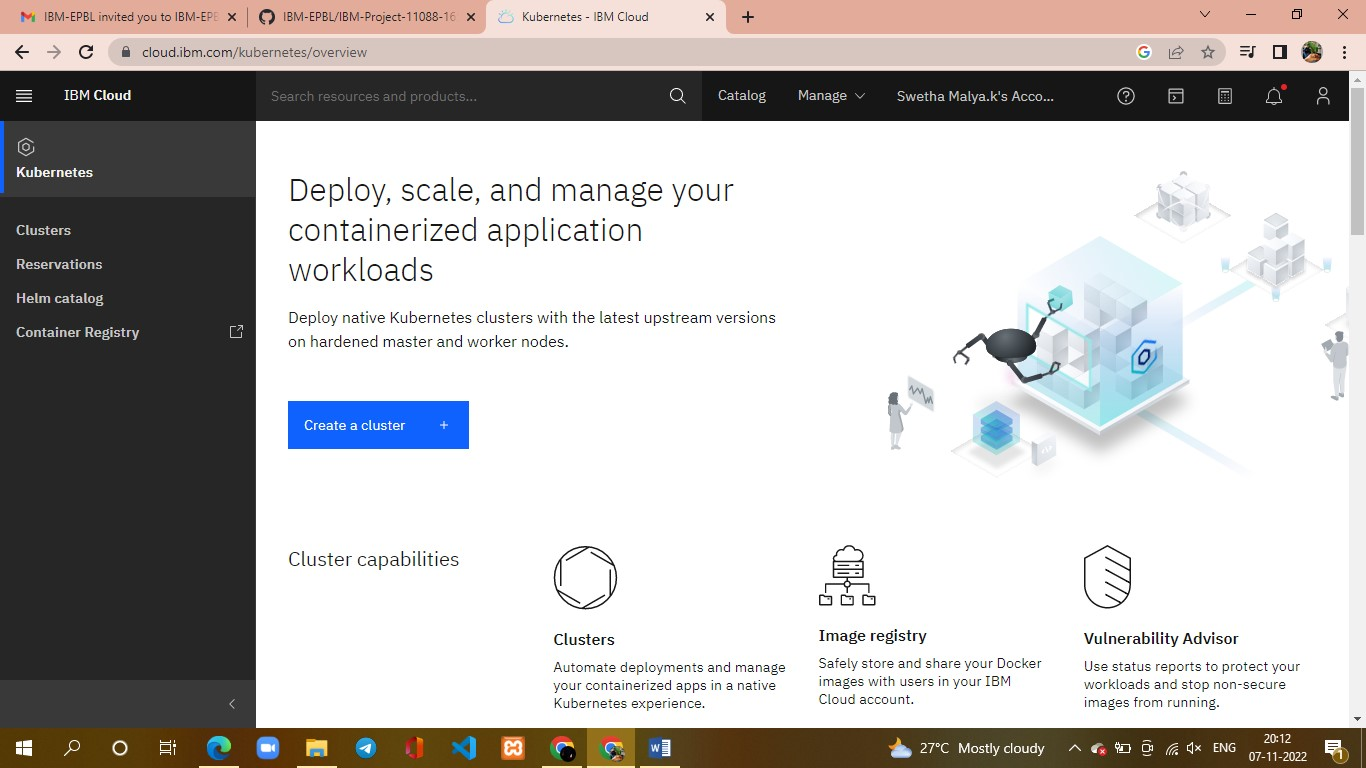 IBM-EPBL invited you to IBM-EPB
IBM-EPBL/IBM-Project-11088-16
Kubernetes - IBM Cloud
cloud.ibm.com/kubernetes/overview
IBM Cloud
Search resources and products...
Catalog
Manage
Swetha Malya.k's Acco...
Kubernetes
Clusters
Reservations
Helm catalog
Container Registry
Deploy, scale, and manage your
containerized application
workloads
Deploy native Kubernetes clusters with the latest upstream versions
on hardened master and worker nodes.
Create a cluster +
Cluster capabilities
Clusters
Automate deployments and manage
your containerized apps in a native
Kubernetes experience.
Image registry
Safely store and share your Docker
images with users in your IBM
Cloud account.
Vulnerability Advisor
Use status reports to protect your
workloads and stop non-secure
images from running.
27°C Mostly cloudy
ENG
20:12
07-11-2022
1